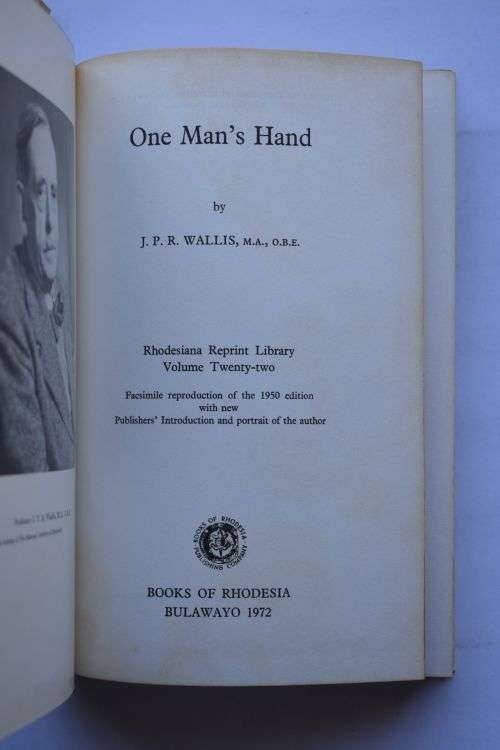 One Man's Hand
by
J. P. R. WALLIS, M.A., O.B.E.
Rhodesiana Reprint Library
Volume Twenty-two
Facsimile reproduction of the 1950 edition
with new
Publishers' Introduction and portrait of the author
BOOKS OF RHODESIA
PUBLISHING COMPANY
BOOKS OF RHODESIA
BULAWAYO 1972